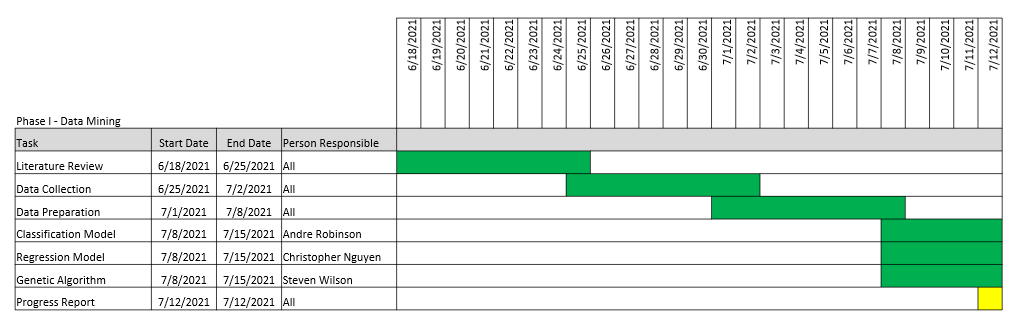 6/18/2021 6/19/2021 6/20/2021 6/21/2021 6/22/2021 6/23/2021 6/24/2021 6/25/2021 6/26/2021 6/27/2021 6/28/2021 6/29/2021 6/30/2021 7/1/2021 7/2/2021 7/3/2021 7/4/2021 7/5/2021 7/6/2021 7/7/2021 7/8/2021 7/9/2021 7/10/2021 7/11/2021 7/12/2021
Phase I - Data Mining
Task Start Date End Date Person Responsible
Literature Review 6/18/2021 6/25/2021 All
Data Collection 6/25/2021 7/2/2021 All
Data Preparation 7/1/2021 7/8/2021 All
Classification Model 7/8/2021 7/15/2021 Andre Robinson
Regression Model 7/8/2021 7/15/2021 Christopher Nguyen
Genetic Algorithm 7/8/2021 7/15/2021 Steven Wilson
Progress Report 7/12/2021 7/12/2021 All